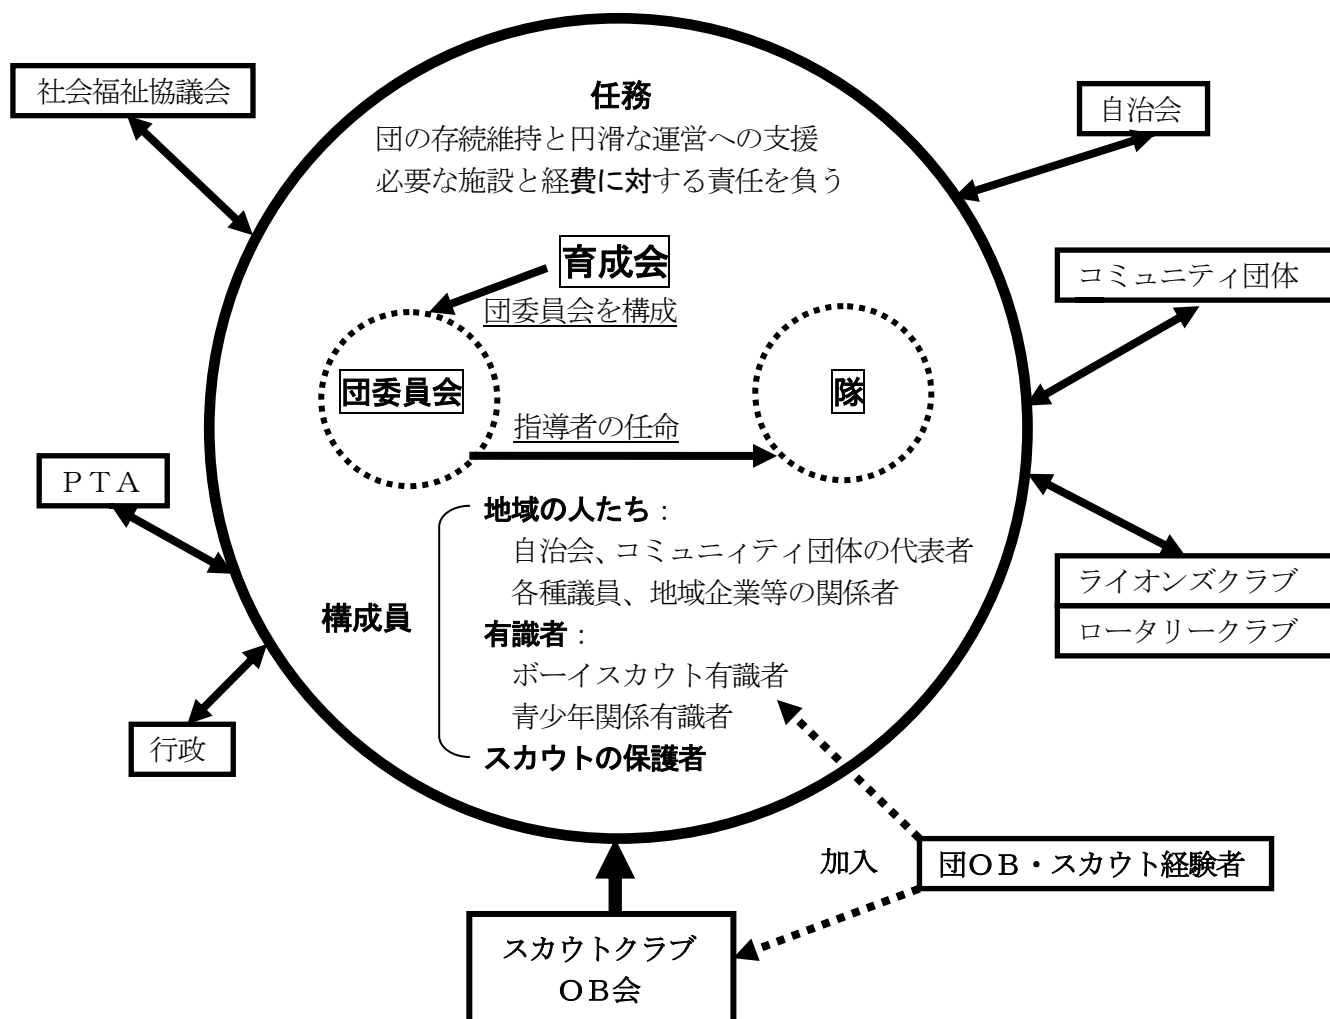 社会福祉協議会
任務
団の存続維持と円滑な運営への支援
必要な施設と経費に対する責任を負う
自治会
育成会
団委員会を構成
コミュニティ団体
団委員会
隊
指導者の任命
ＰＴＡ
地域の人たち：
自治会、コミュニィティ団体の代表者
各種議員、地域企業等の関係者
構成員
有識者：
ボーイスカウト有識者
青少年関係有識者
スカウトの保護者
ライオンズクラブ
ロータリークラブ
行政
加入
団ＯＢ・スカウト経験者
スカウトクラブ
ＯＢ会